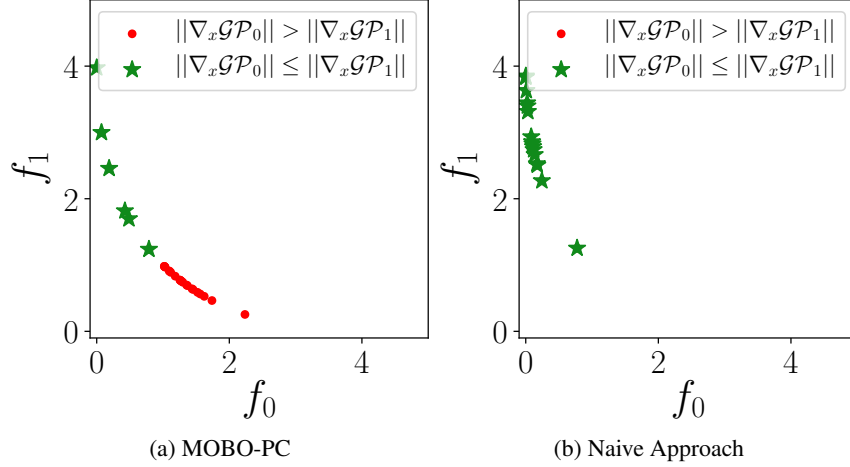 ||∇ₓ𝒢𝒫₀|| > ||∇ₓ𝒢𝒫₁||
||∇ₓ𝒢𝒫₀|| ≤ ||∇ₓ𝒢𝒫₁||
4
2
0
f₁
0 2 4
f₀
(a) MOBO-PC
||∇ₓ𝒢𝒫₀|| > ||∇ₓ𝒢𝒫₁||
||∇ₓ𝒢𝒫₀|| ≤ ||∇ₓ𝒢𝒫₁||
4
2
0
f₁
0 2 4
f₀
(b) Naive Approach